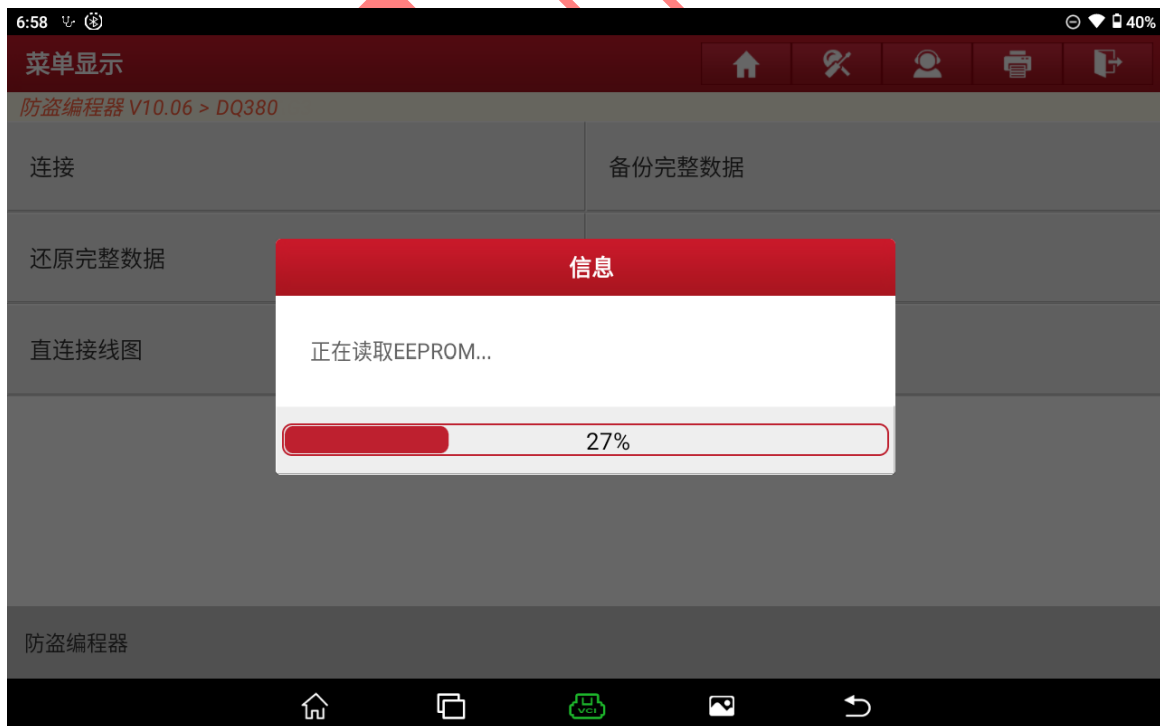 6:58
40%
菜单显示
防盗编程器 V10.06 > DQ380
连接
备份完整数据
还原完整数据
信息
直连接线图
正在读取EEPROM...
27%
防盗编程器
VCI